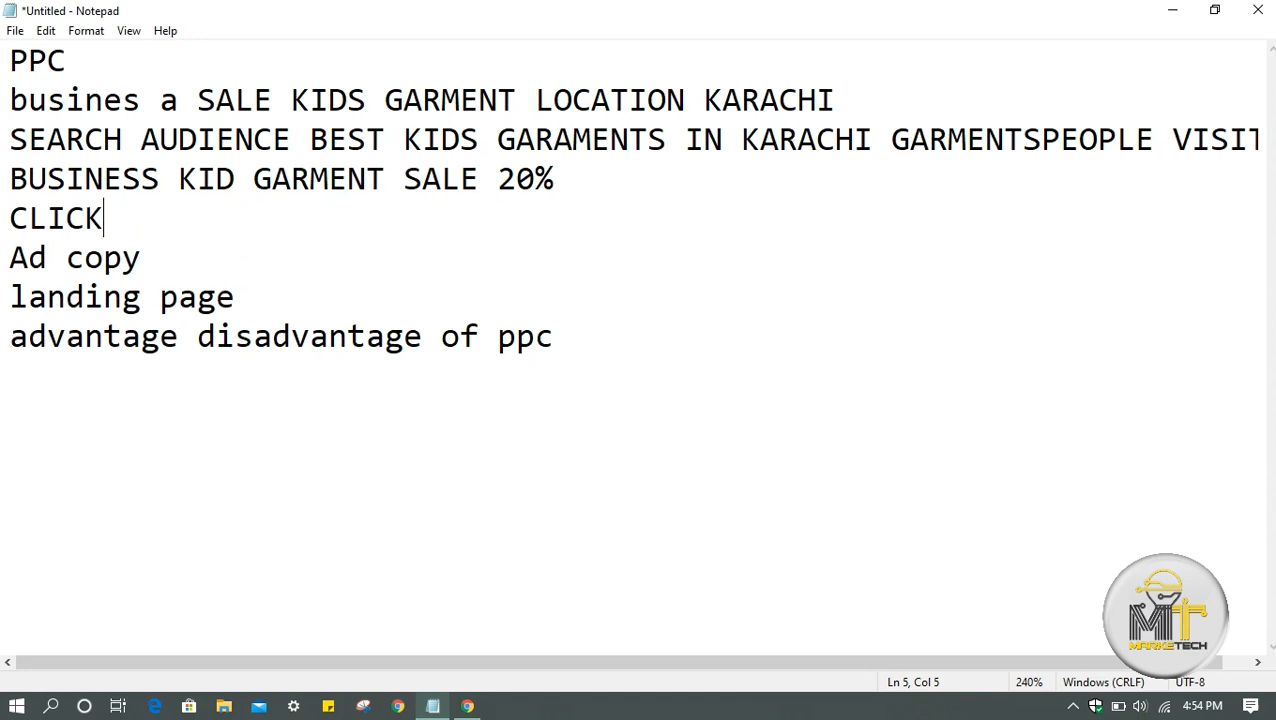 *Untitled - Notepad
File Edit Format View Help
PPC
busines a SALE KIDS GARMENT LOCATION KARACHI
SEARCH AUDIENCE BEST KIDS GARAMENTS IN KARACHI GARMENTSPEOPLE VISIT
BUSINESS KID GARMENT SALE 20%
CLICK
Ad copy
landing page
advantage disadvantage of ppc
MT
MARKETECH
Ln 5, Col 5 240% Windows (CRLF) UTF-8
4:54 PM